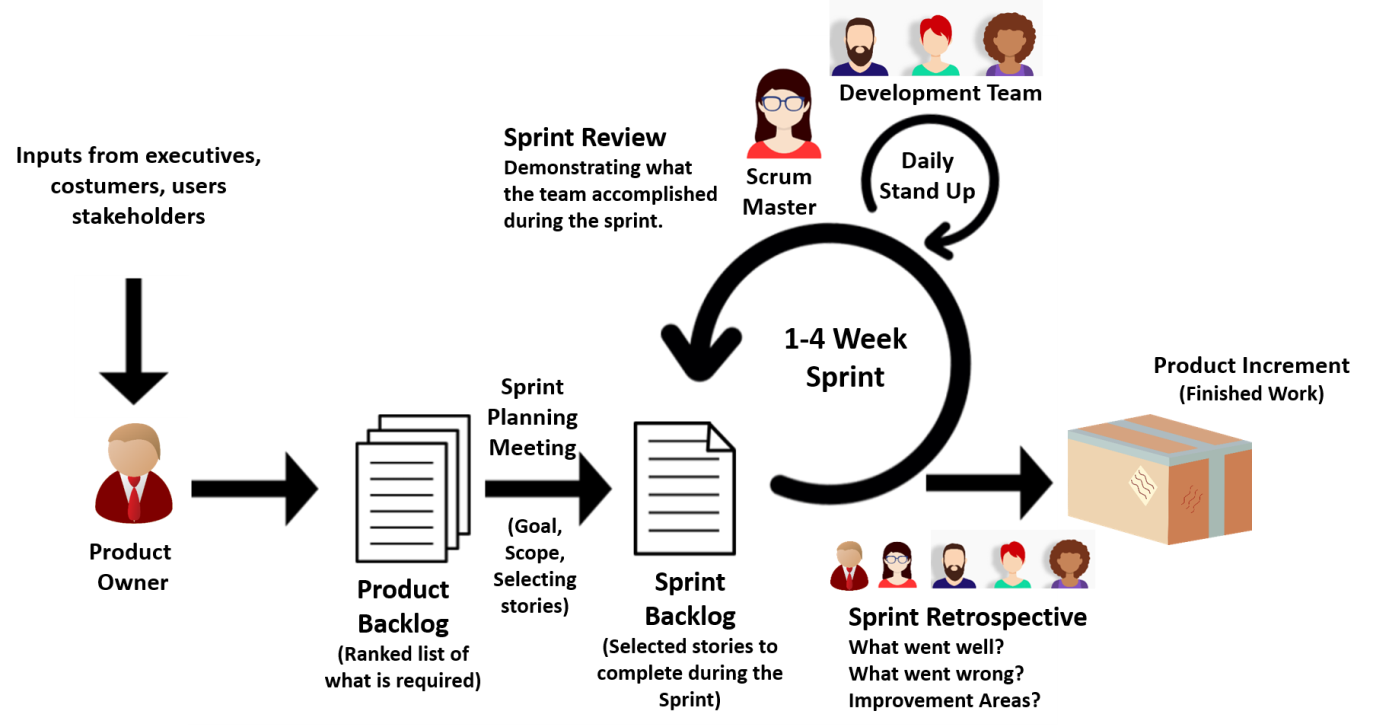 Inputs from executives,
costumers, users
stakeholders
Product
Owner
Product
Backlog
(Ranked list of
what is required)
Sprint
Planning
Meeting
(Goal,
Scope,
Selecting
stories)
Sprint
Backlog
(Selected stories to
complete during the
Sprint)
Sprint Review
Demonstrating what
the team accomplished
during the sprint.
Scrum
Master
Development Team
Daily
Stand Up
1-4 Week
Sprint
Product Increment
(Finished Work)
Sprint Retrospective
What went well?
What went wrong?
Improvement Areas?